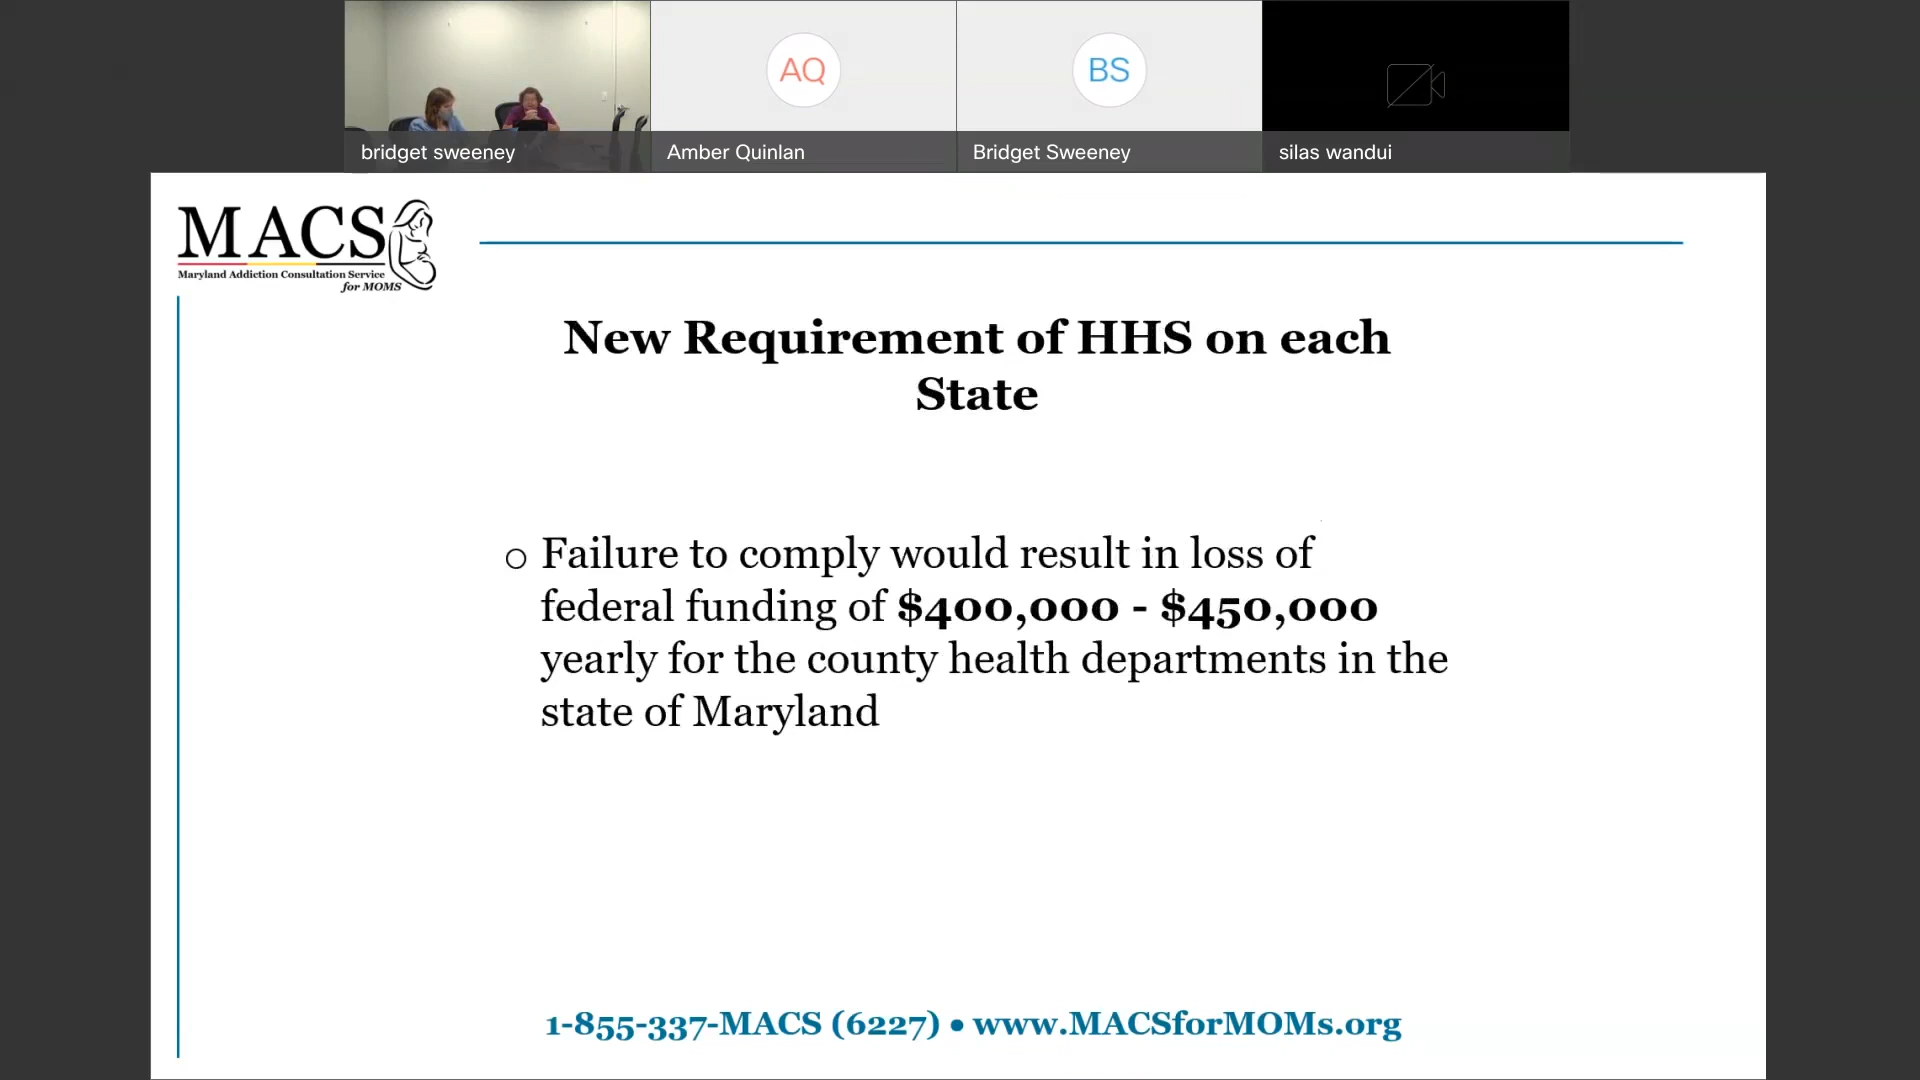 AQ
BS
bridget sweeney
Amber Quinlan
Bridget Sweeney
silas wandui
MACS
Maryland Addiction Consultation Service
for MOMS
New Requirement of HHS on each
State
Failure to comply would result in loss of
federal funding of $400,000 - $450,000
yearly for the county health departments in the
state of Maryland
1-855-337-MACS (6227) • www.MACSforMOMs.org